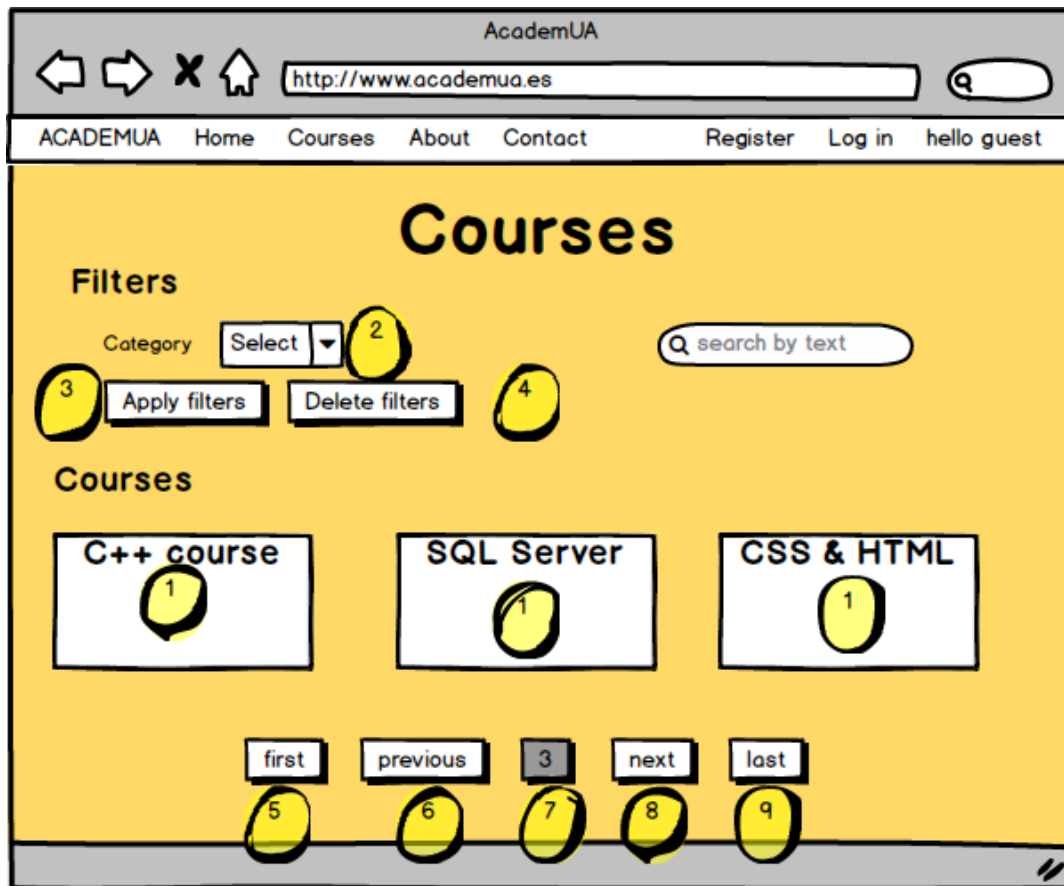 AcademUA
http://www.academua.es
ACADEMUA Home Courses About Contact Register Log in hello guest
Courses
Filters
Category Select 2 search by text
3 Apply filters Delete filters 4
Courses
C++ course SQL Server CSS & HTML
1 1 1
first previous 3 next last
5 6 7 8 9